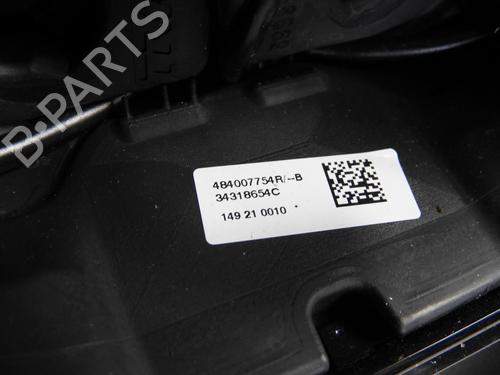 B-PARTS
484007754R/--B
34318654C
149 21 0010 *